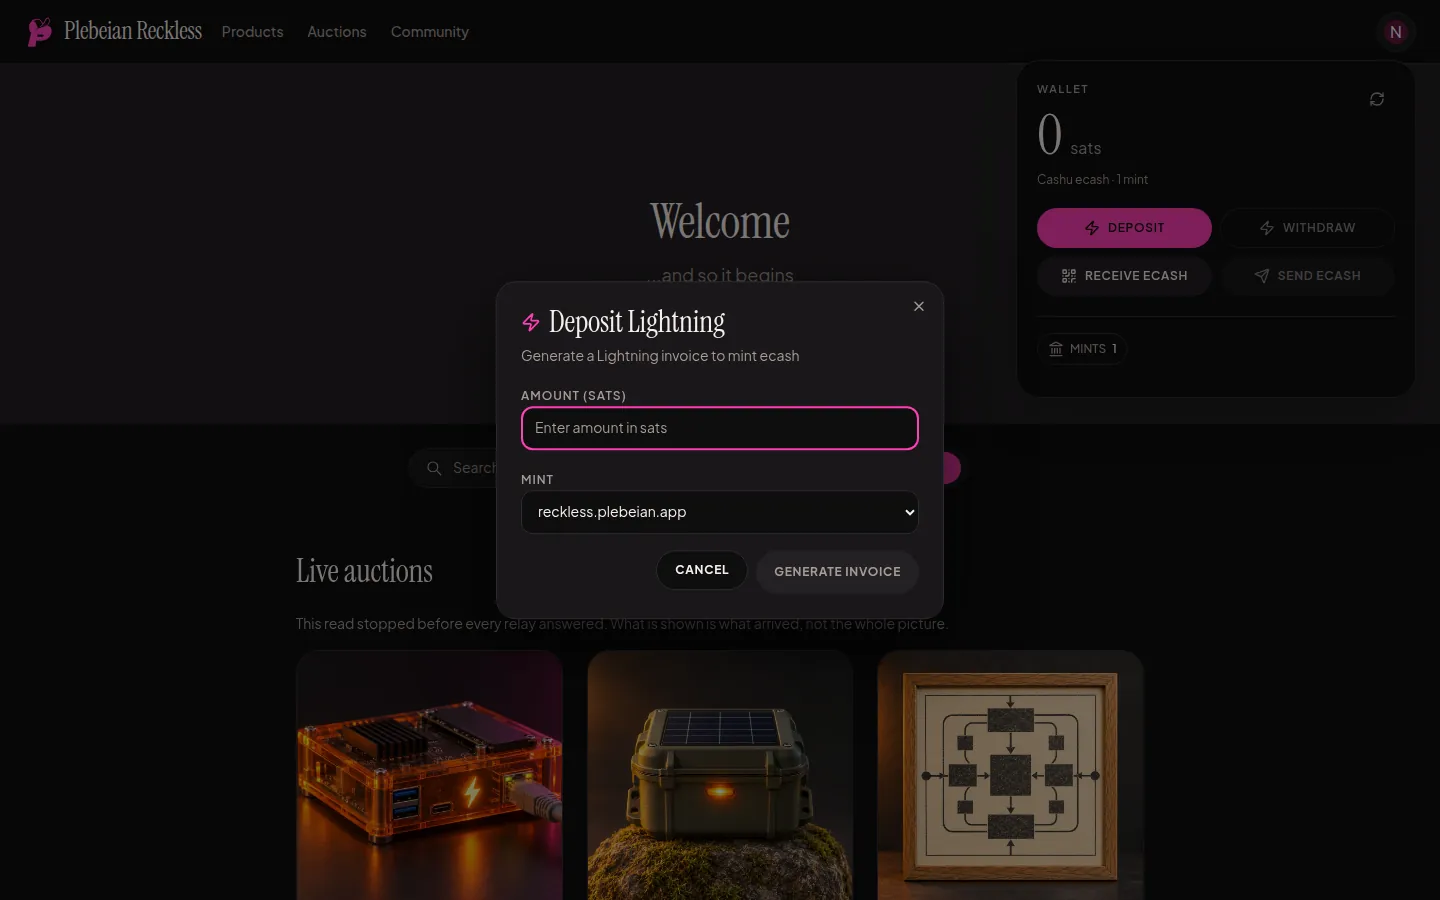 Plebeian Reckless
Products
Auctions
Community
N
WALLET
0 sats
Cashu ecash · 1 mint
DEPOSIT
WITHDRAW
RECEIVE ECASH
SEND ECASH
MINTS 1
Welcome
...and so it begins
Deposit Lightning
Generate a Lightning invoice to mint ecash
AMOUNT (SATS)
Enter amount in sats
MINT
reckless.plebeian.app
CANCEL
GENERATE INVOICE
Search
Live auctions
This read stopped before every relay answered. What is shown is what arrived, not the whole picture.